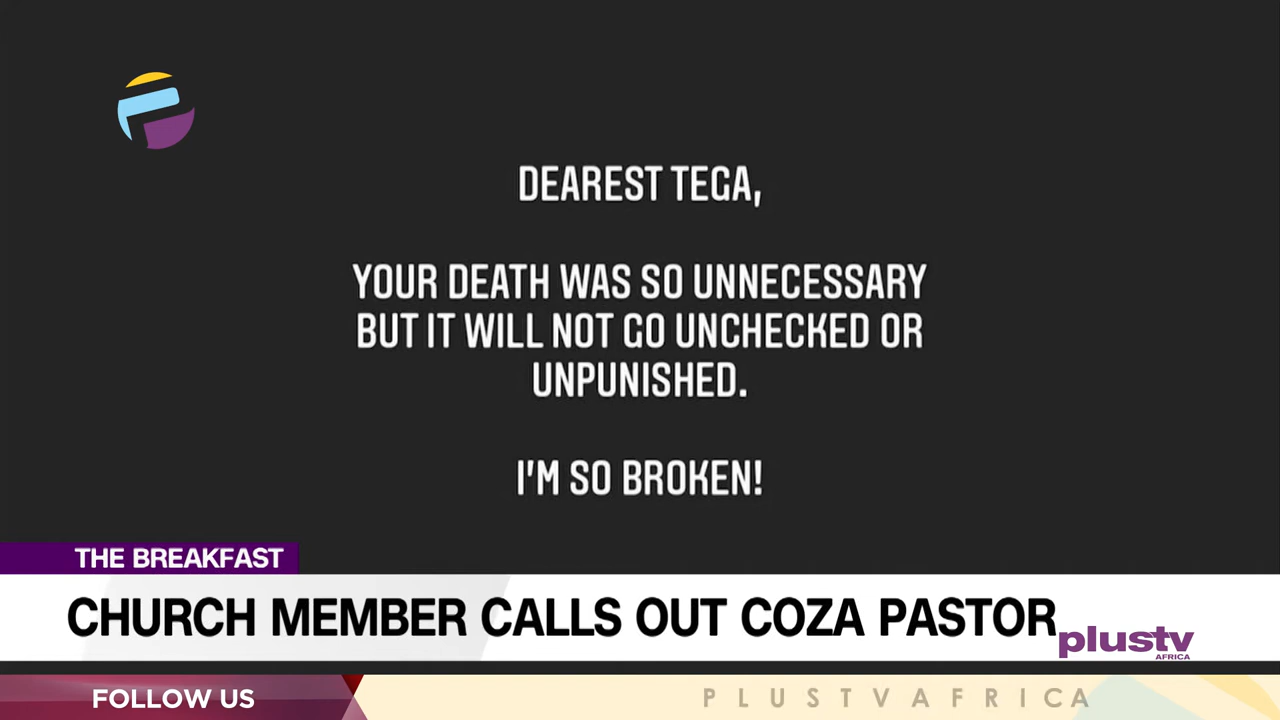 DEAREST TEGA,
YOUR DEATH WAS SO UNNECESSARY
BUT IT WILL NOT GO UNCHECKED OR
UNPUNISHED.
I'M SO BROKEN!
THE BREAKFAST
CHURCH MEMBER CALLS OUT COZA PASTOR
plustv
AFRICA
FOLLOW US
PLUSTVAFRICA